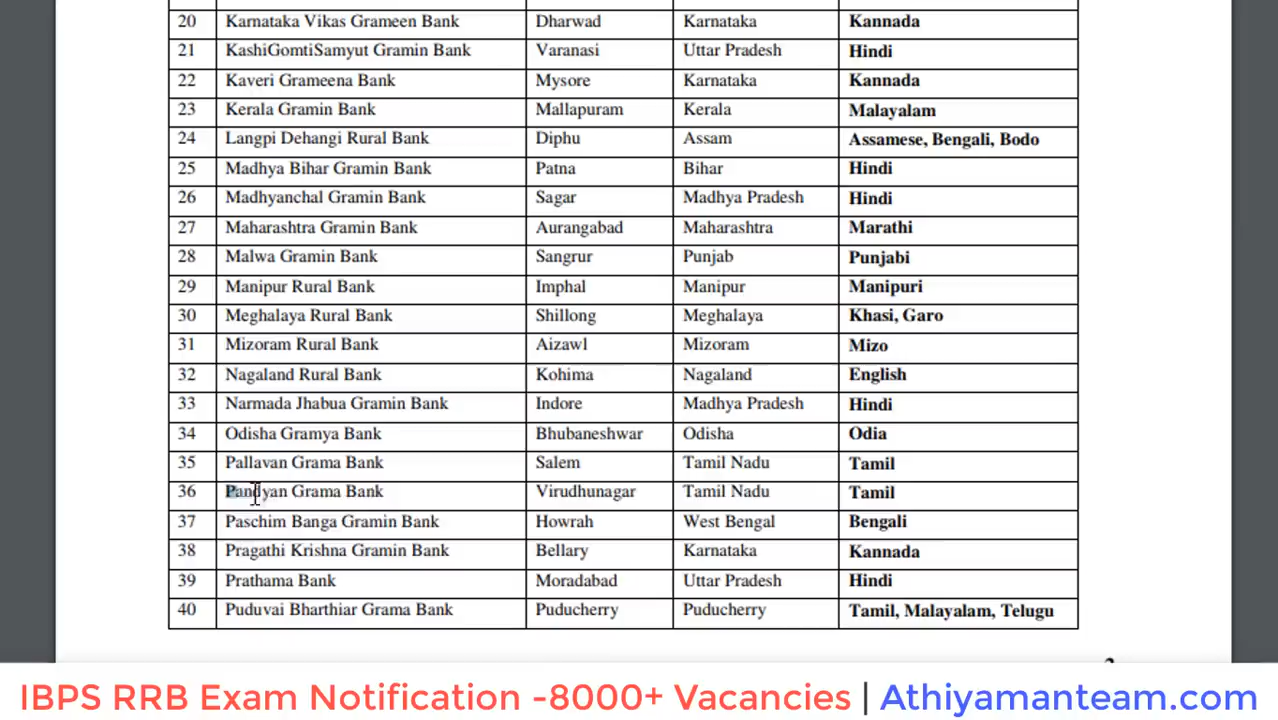 20 Karnataka Vikas Grameen Bank Dharwad Karnataka Kannada
21 KashiGomtiSamyut Gramin Bank Varanasi Uttar Pradesh Hindi
22 Kaveri Grameena Bank Mysore Karnataka Kannada
23 Kerala Gramin Bank Mallapuram Kerala Malayalam
24 Langpi Dehangi Rural Bank Diphu Assam Assamese, Bengali, Bodo
25 Madhya Bihar Gramin Bank Patna Bihar Hindi
26 Madhyanchal Gramin Bank Sagar Madhya Pradesh Hindi
27 Maharashtra Gramin Bank Aurangabad Maharashtra Marathi
28 Malwa Gramin Bank Sangrur Punjab Punjabi
29 Manipur Rural Bank Imphal Manipur Manipuri
30 Meghalaya Rural Bank Shillong Meghalaya Khasi, Garo
31 Mizoram Rural Bank Aizawl Mizoram Mizo
32 Nagaland Rural Bank Kohima Nagaland English
33 Narmada Jhabua Gramin Bank Indore Madhya Pradesh Hindi
34 Odisha Gramya Bank Bhubaneshwar Odisha Odia
35 Pallavan Grama Bank Salem Tamil Nadu Tamil
36 Pandyan Grama Bank Virudhunagar Tamil Nadu Tamil
37 Paschim Banga Gramin Bank Howrah West Bengal Bengali
38 Pragathi Krishna Gramin Bank Bellary Karnataka Kannada
39 Prathama Bank Moradabad Uttar Pradesh Hindi
40 Puduvai Bharthiar Grama Bank Puducherry Puducherry Tamil, Malayalam, Telugu
IBPS RRB Exam Notification -8000+ Vacancies | Athiyamanteam.com